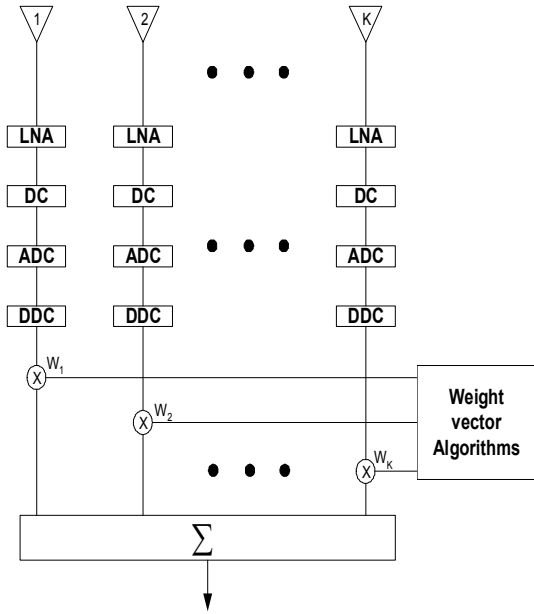 1 2 K
LNA LNA LNA
DC DC DC
ADC ADC ADC
DDC DDC DDC
X W1
X W2
X WK
Weight
vector
Algorithms
∑